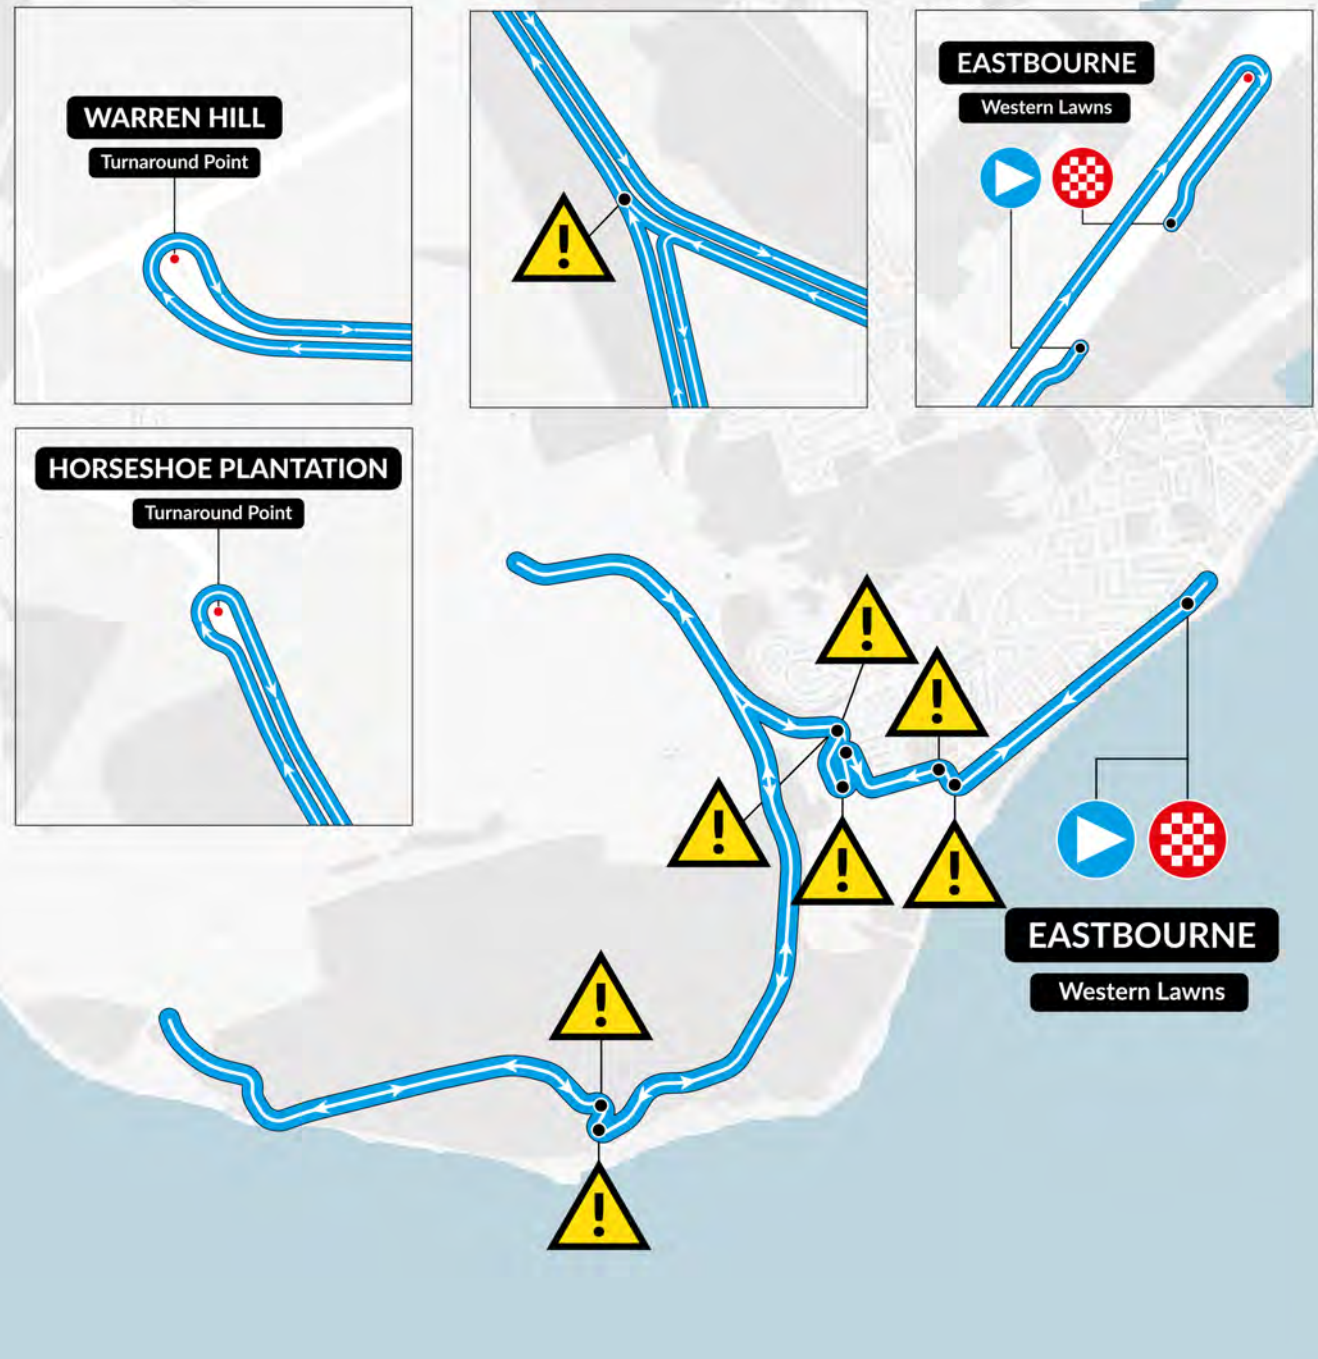 WARREN HILL
Turnaround Point
EASTBOURNE
Western Lawns
HORSESHOE PLANTATION
Turnaround Point
EASTBOURNE
Western Lawns